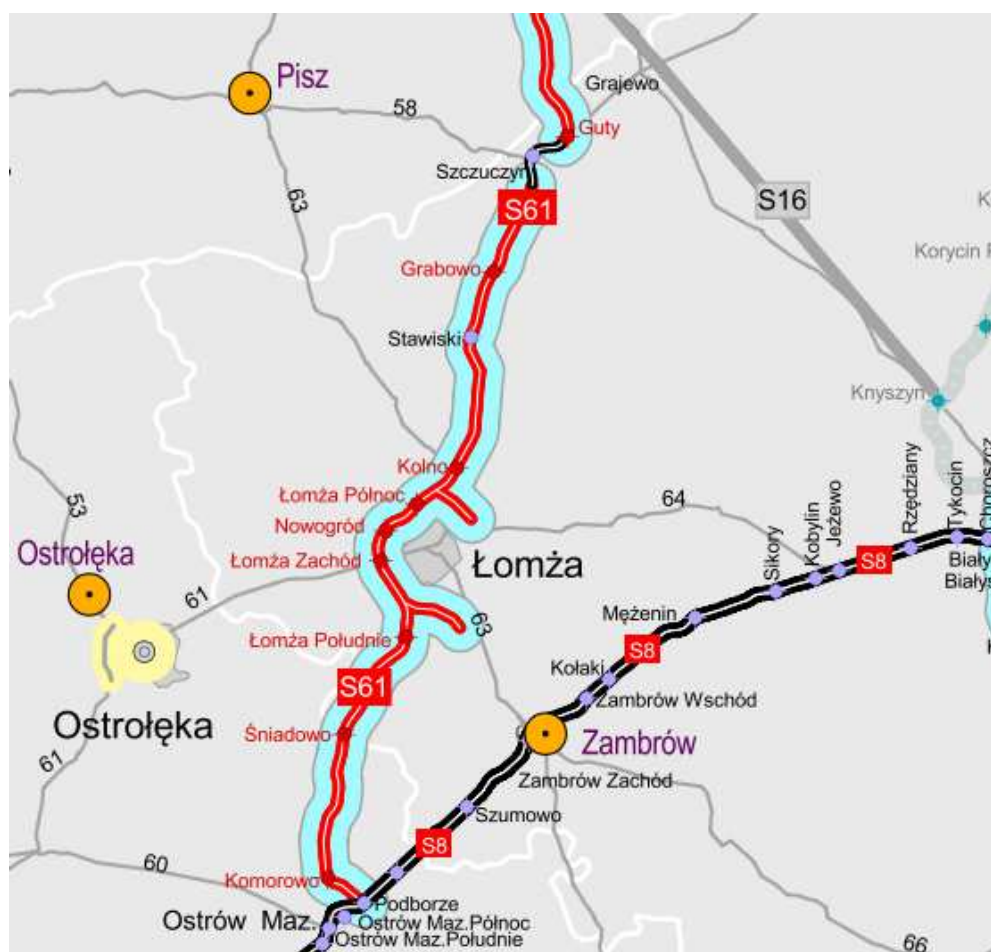 Pisz
Grajewo
58
Guty
Szczuczyn
63
S61
S16
Grabowo
Korycin
Stawiski
Knyszyn
Kolno
Łomża Północ
53
Nowogród
64
Rzędziany
Tykocin
Choroszcz
Ostrołęka
Łomża Zachód
Łomża
Sikory
Kobylin
Jeżewo
S8
61
Mężenin
63
Łomża Południe
S8
Kołaki
S61
Zambrów Wschód
Ostrołęka
Śniadowo
Zambrów
61
Zambrów Zachód
Szumowo
S8
60
Komorowo
Podborze
Ostrów Maz.
Ostrów Maz.Północ
Ostrów Maz.Południe
66